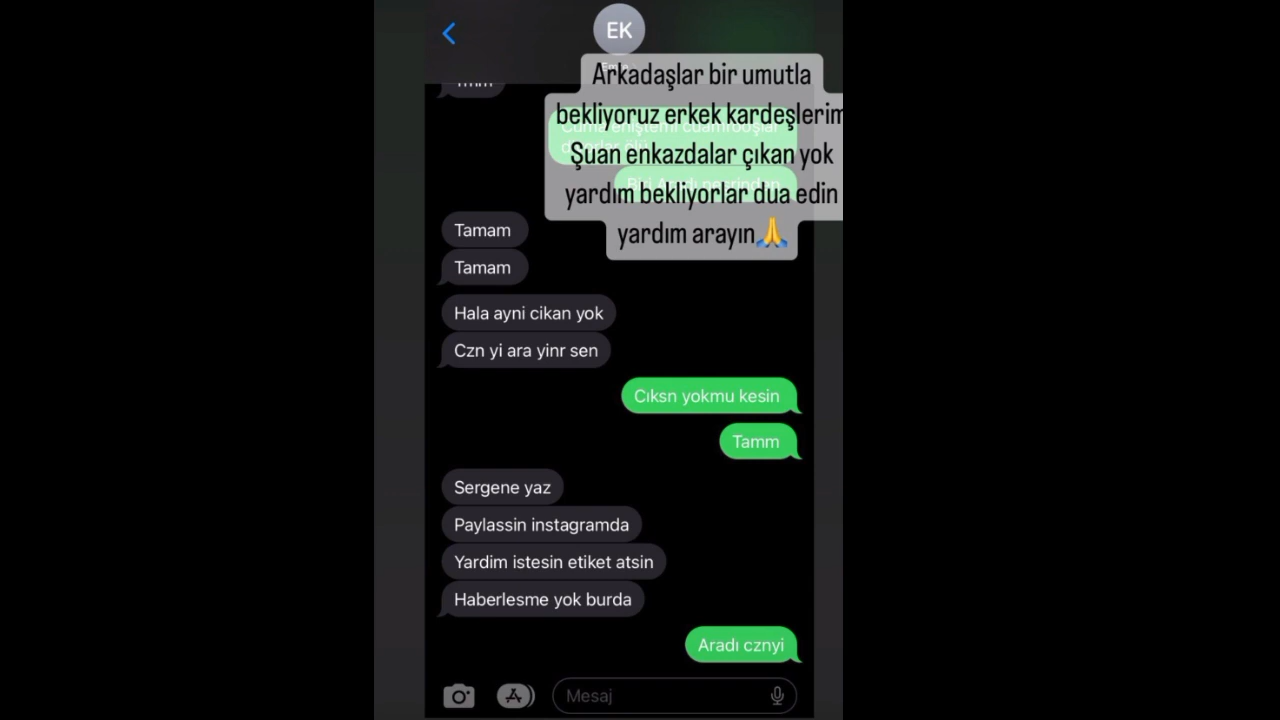 EK
Arkadaşlar bir umutla
bekliyoruz erkek kardeşlerim
Şuan enkazdalar çıkan yok
yardım bekliyorlar dua edin
yardım arayın🙏
Tamam
Tamam
Hala ayni cikan yok
Czn yi ara yinr sen
Cıksn yokmu kesin
Tamm
Sergene yaz
Paylassin instagramda
Yardim istesin etiket atsin
Haberlesme yok burda
Aradı cznyi
Mesaj